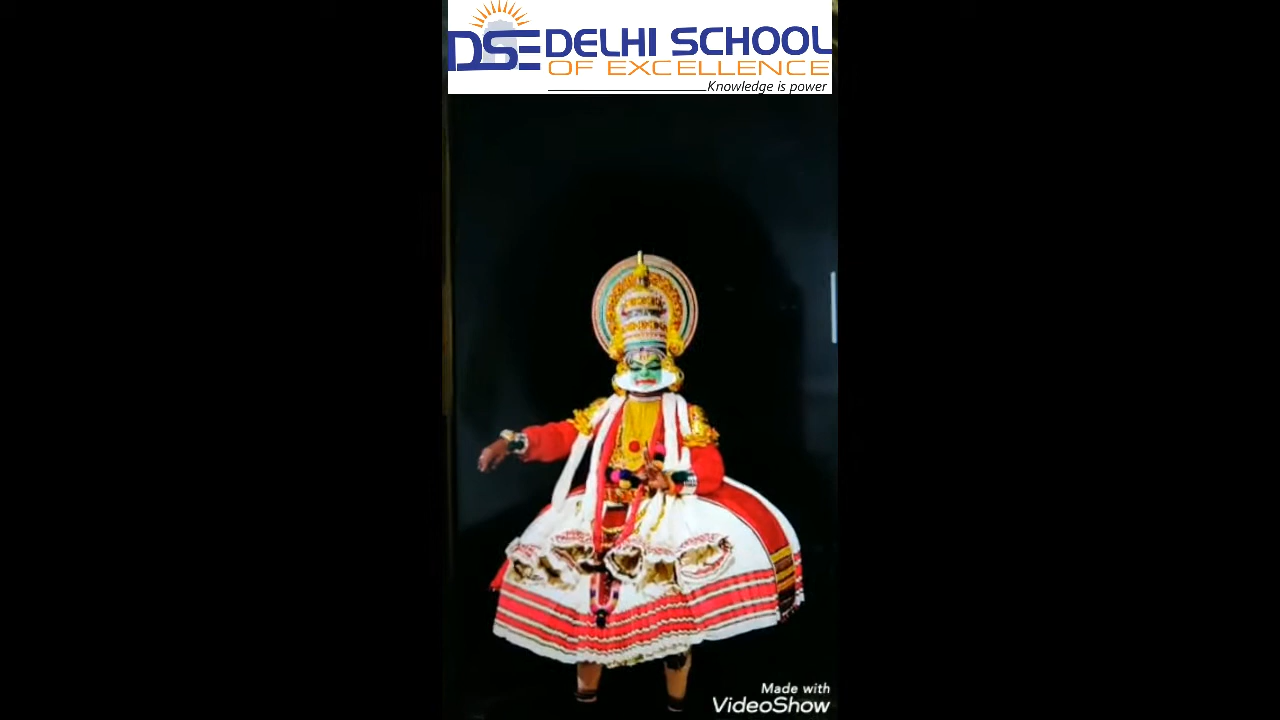 DSE DELHI SCHOOL
OF EXCELLENCE
Knowledge is power
Made with
VideoShow